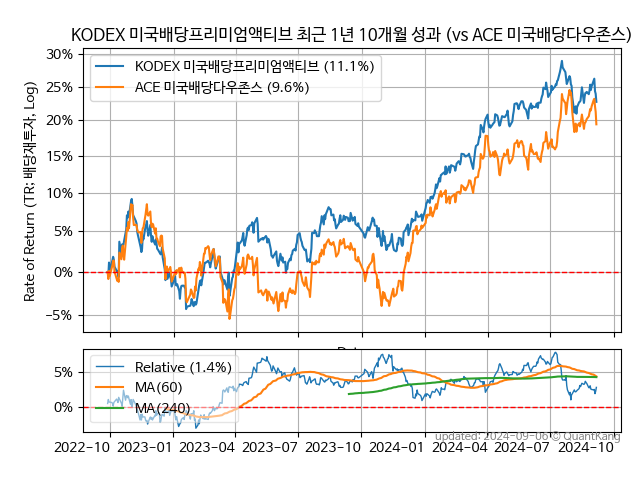 KODEX 미국배당프리미엄액티브 최근 1년 10개월 성과 (vs ACE 미국배당다우존스)
Rate of Return (TR: 배당재투자, Log)
30%
25%
20%
15%
10%
5%
0%
−5%
KODEX 미국배당프리미엄액티브 (11.1%)
ACE 미국배당다우존스 (9.6%)
5%
0%
Relative (1.4%)
MA(60)
MA(240)
2022-10 2023-01 2023-04 2023-07 2023-10 2024-01 2024-04 2024-07 2024-10
updated: 2024-09-06 © QuantKang